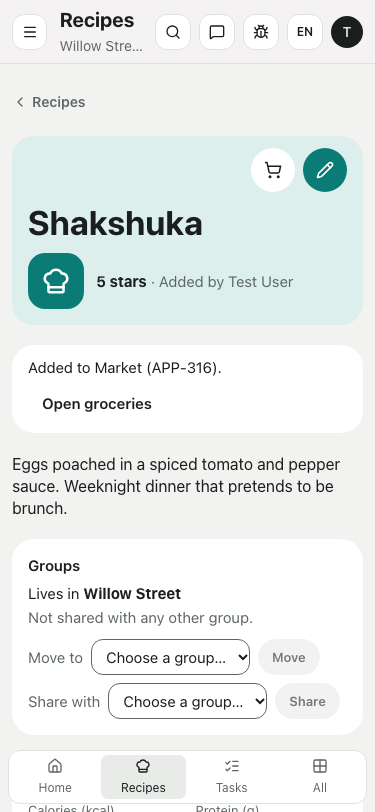 Recipes
Willow Stre...
EN
T
Recipes
Shakshuka
5 stars · Added by Test User
Added to Market (APP-316).
Open groceries
Eggs poached in a spiced tomato and pepper
sauce. Weeknight dinner that pretends to be
brunch.
Groups
Lives in Willow Street
Not shared with any other group.
Move to Choose a group... Move
Share with Choose a group... Share
Home Recipes Tasks All
Calories (kcal) Protein (g)